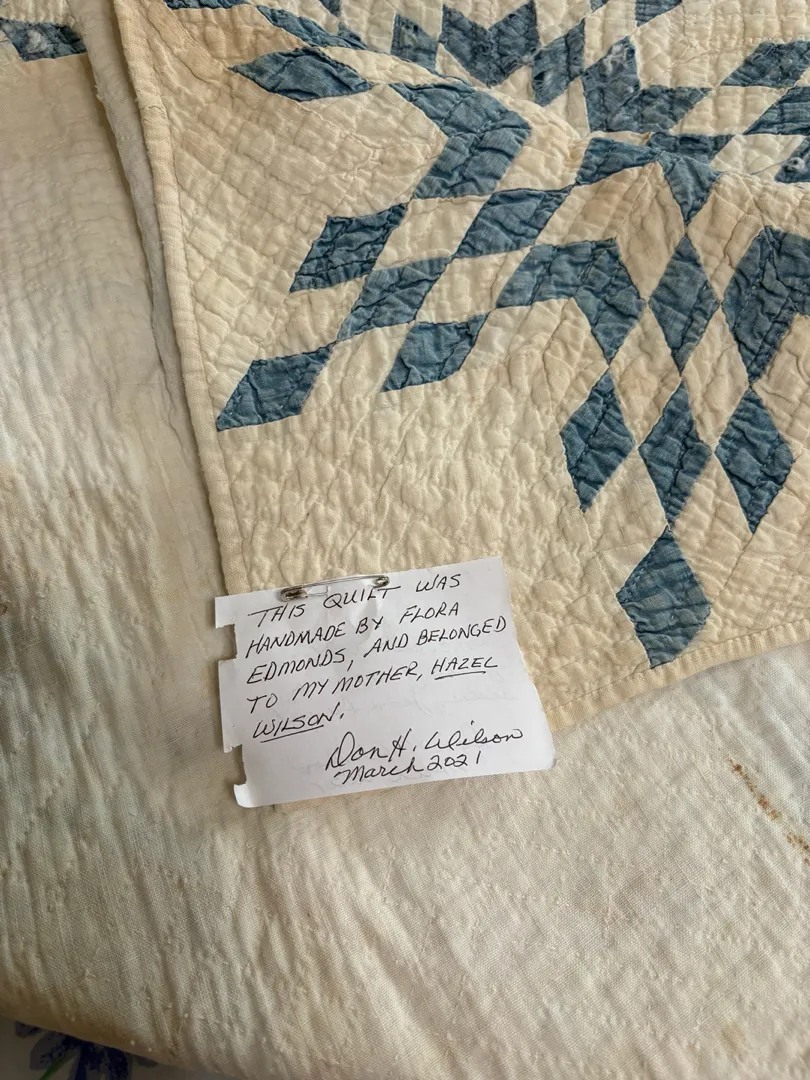 THIS QUILT WAS
HANDMADE BY FLORA
EDMONDS, AND BELONGED
TO MY MOTHER, HAZEL
WILSON.
Don H. Wilson
March 2021